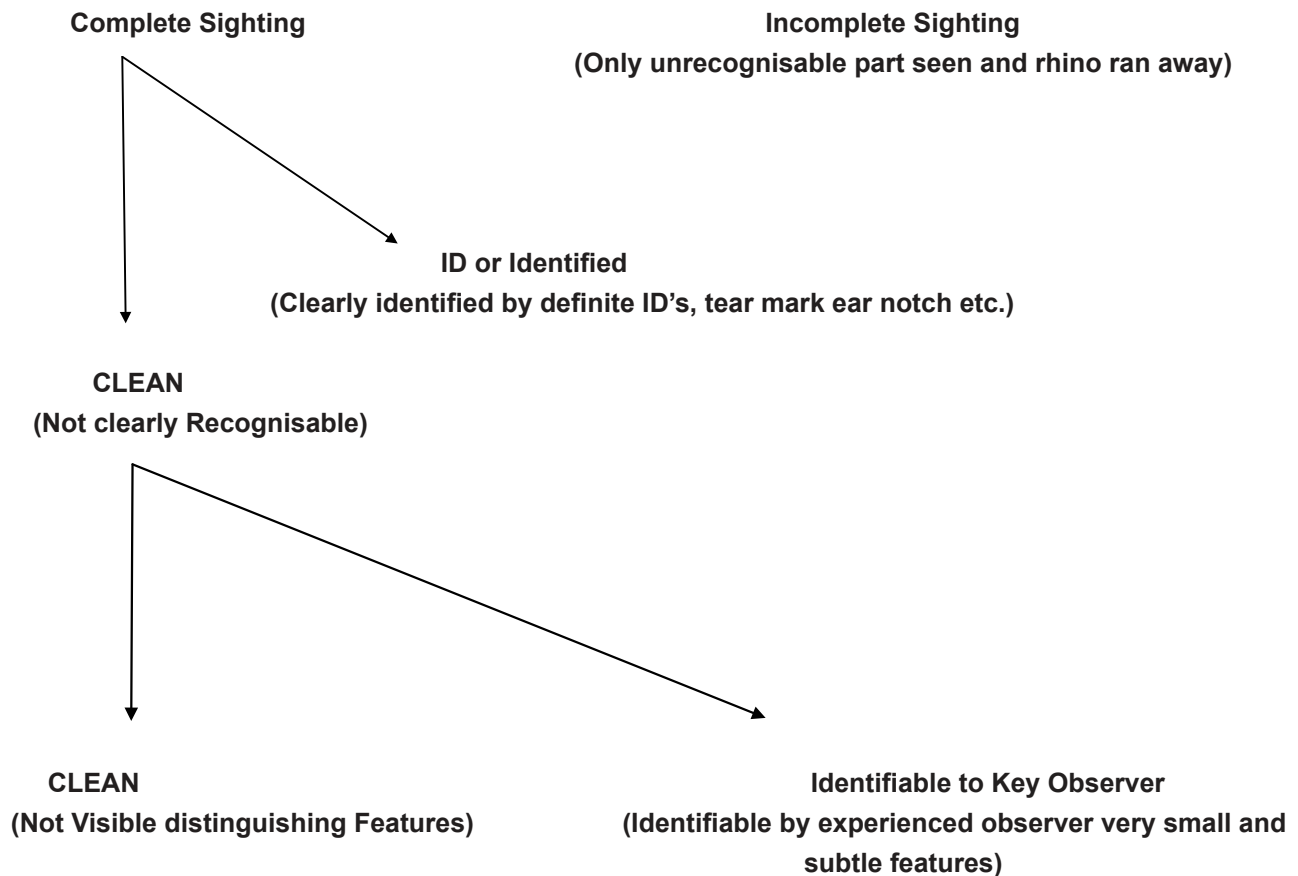 Complete Sighting
Incomplete Sighting
(Only unrecognisable part seen and rhino ran away)
ID or Identified
(Clearly identified by definite ID’s, tear mark ear notch etc.)
CLEAN
(Not clearly Recognisable)
CLEAN
(Not Visible distinguishing Features)
Identifiable to Key Observer
(Identifiable by experienced observer very small and
subtle features)